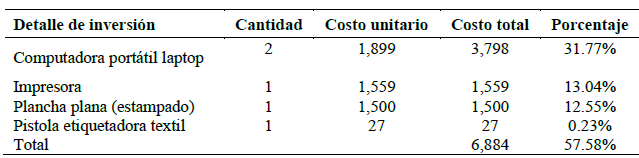 Detalle de inversión Cantidad Costo unitario Costo total Porcentaje
Computadora portátil laptop 2 1,899 3,798 31.77%
Impresora 1 1,559 1,559 13.04%
Plancha plana (estampado) 1 1,500 1,500 12.55%
Pistola etiquetadora textil 1 27 27 0.23%
Total 6,884 57.58%